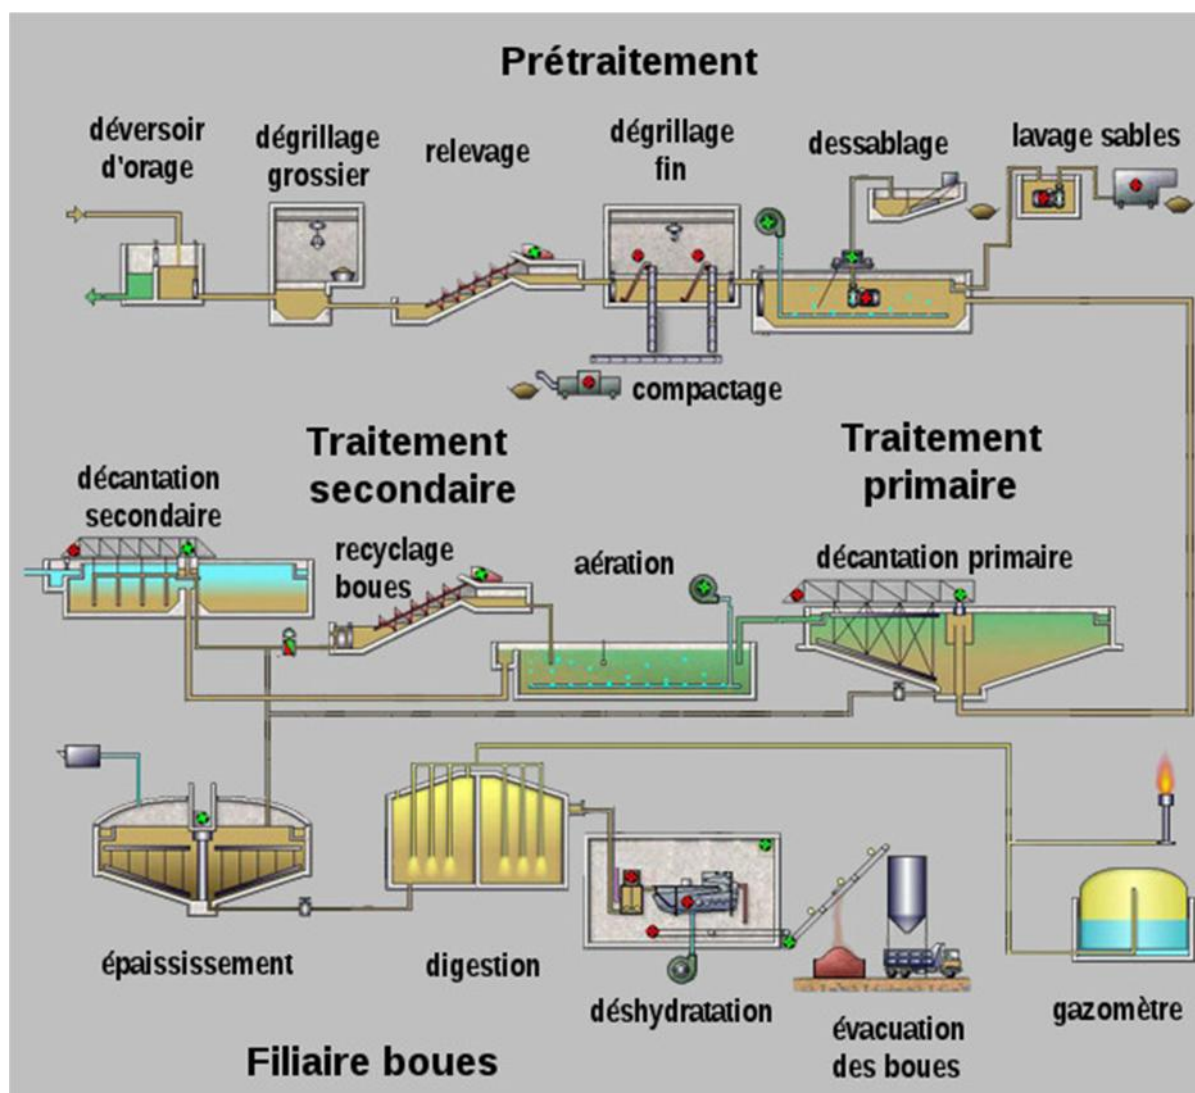 Prétraitement
déversoir
d'orage
dégrillage
grossier
relevage
dégrillage
fin
dessablage
lavage sables
compactage
Traitement
secondaire
Traitement
primaire
décantation
secondaire
recyclage
boues
aération
décantation primaire
épaississement
digestion
déshydratation
évacuation
des boues
gazomètre
Filiaire boues